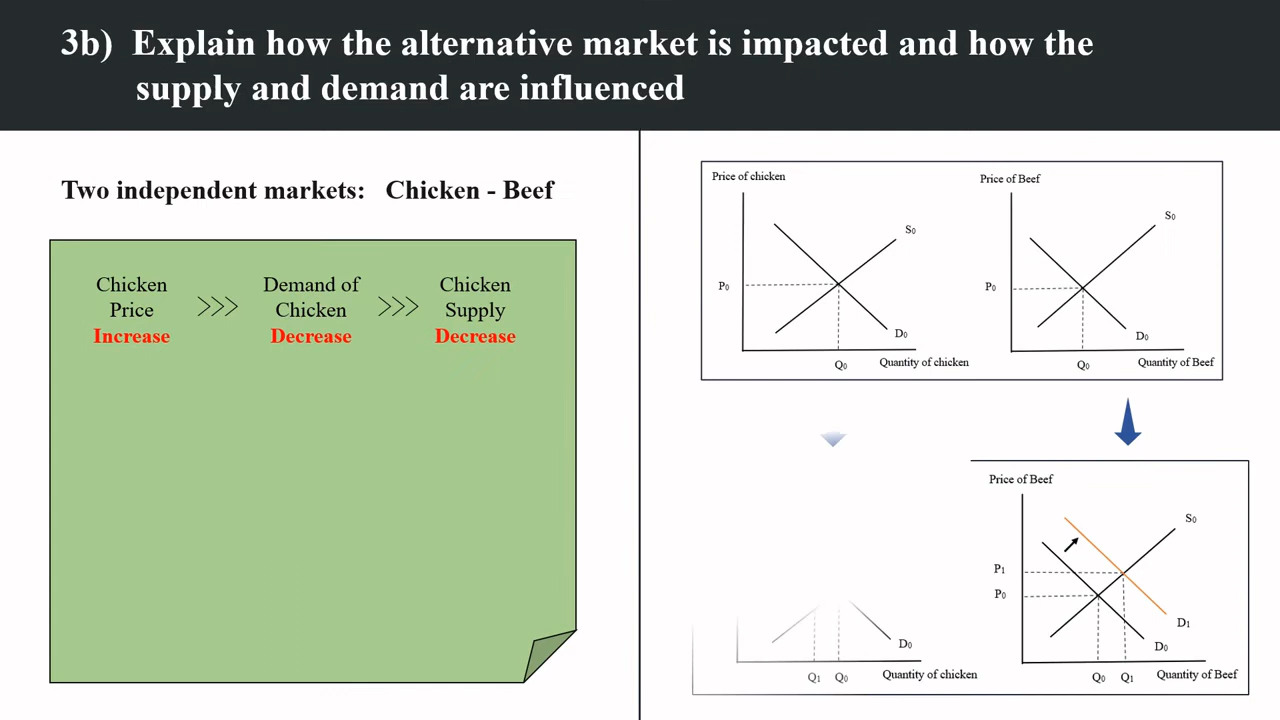 3b) Explain how the alternative market is impacted and how the
supply and demand are influenced
Two independent markets: Chicken - Beef
Chicken
Price
Increase
>>>
Demand of
Chicken
Decrease
>>>
Chicken
Supply
Decrease
Price of chicken
S0
P0
D0
Q0
Quantity of chicken
Price of Beef
S0
P0
D0
Q0
Quantity of Beef
D0
Q1
Q0
Quantity of chicken
Price of Beef
S0
P1
P0
D1
D0
Q0
Q1
Quantity of Beef